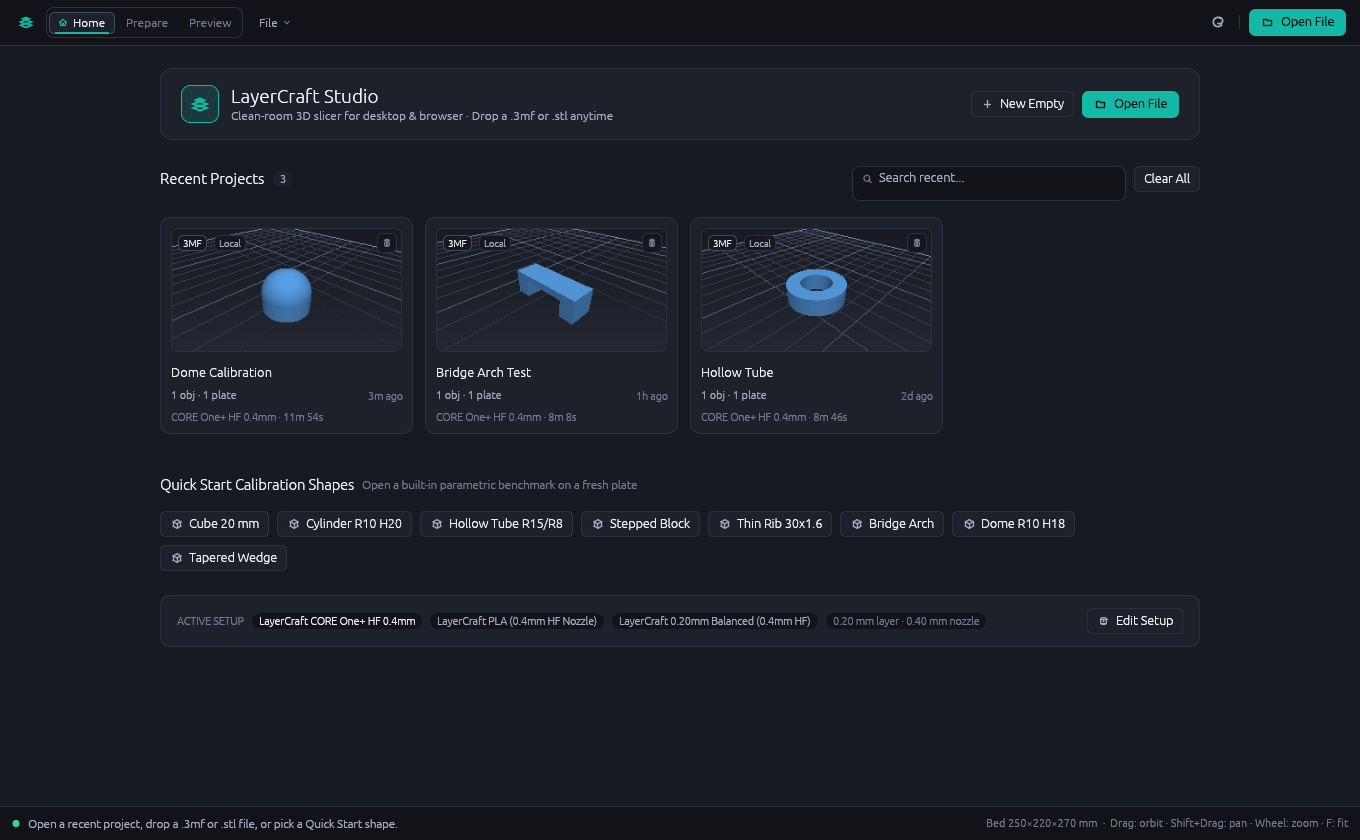 Home Prepare Preview File Open File
LayerCraft Studio
Clean-room 3D slicer for desktop & browser · Drop a .3mf or .stl anytime
New Empty Open File
Recent Projects 3 Search recent... Clear All
3MF Local
Dome Calibration
1 obj · 1 plate 3m ago
CORE One+ HF 0.4mm · 11m 54s
3MF Local
Bridge Arch Test
1 obj · 1 plate 1h ago
CORE One+ HF 0.4mm · 8m 8s
3MF Local
Hollow Tube
1 obj · 1 plate 2d ago
CORE One+ HF 0.4mm · 8m 46s
Quick Start Calibration Shapes Open a built-in parametric benchmark on a fresh plate
Cube 20 mm Cylinder R10 H20 Hollow Tube R15/R8 Stepped Block Thin Rib 30x1.6 Bridge Arch Dome R10 H18
Tapered Wedge
ACTIVE SETUP LayerCraft CORE One+ HF 0.4mm LayerCraft PLA (0.4mm HF Nozzle) LayerCraft 0.20mm Balanced (0.4mm HF) 0.20 mm layer · 0.40 mm nozzle Edit Setup
Open a recent project, drop a .3mf or .stl file, or pick a Quick Start shape. Bed 250×220×270 mm · Drag: orbit · Shift+Drag: pan · Wheel: zoom · F: fit